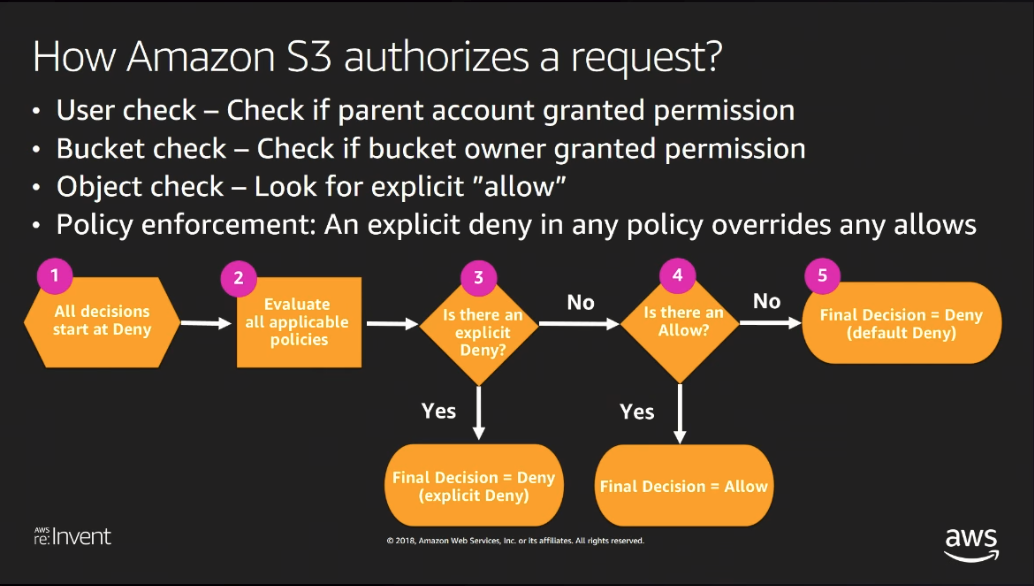 How Amazon S3 authorizes a request?
• User check – Check if parent account granted permission
• Bucket check – Check if bucket owner granted permission
• Object check – Look for explicit "allow"
• Policy enforcement: An explicit deny in any policy overrides any allows
1
All decisions
start at Deny
2
Evaluate
all applicable
policies
3
Is there an
explicit
Deny?
No
4
Is there an
Allow?
No
5
Final Decision = Deny
(default Deny)
Yes
Final Decision = Deny
(explicit Deny)
Yes
Final Decision = Allow
AWS
re:Invent
© 2018, Amazon Web Services, Inc. or its affiliates. All rights reserved.
aws